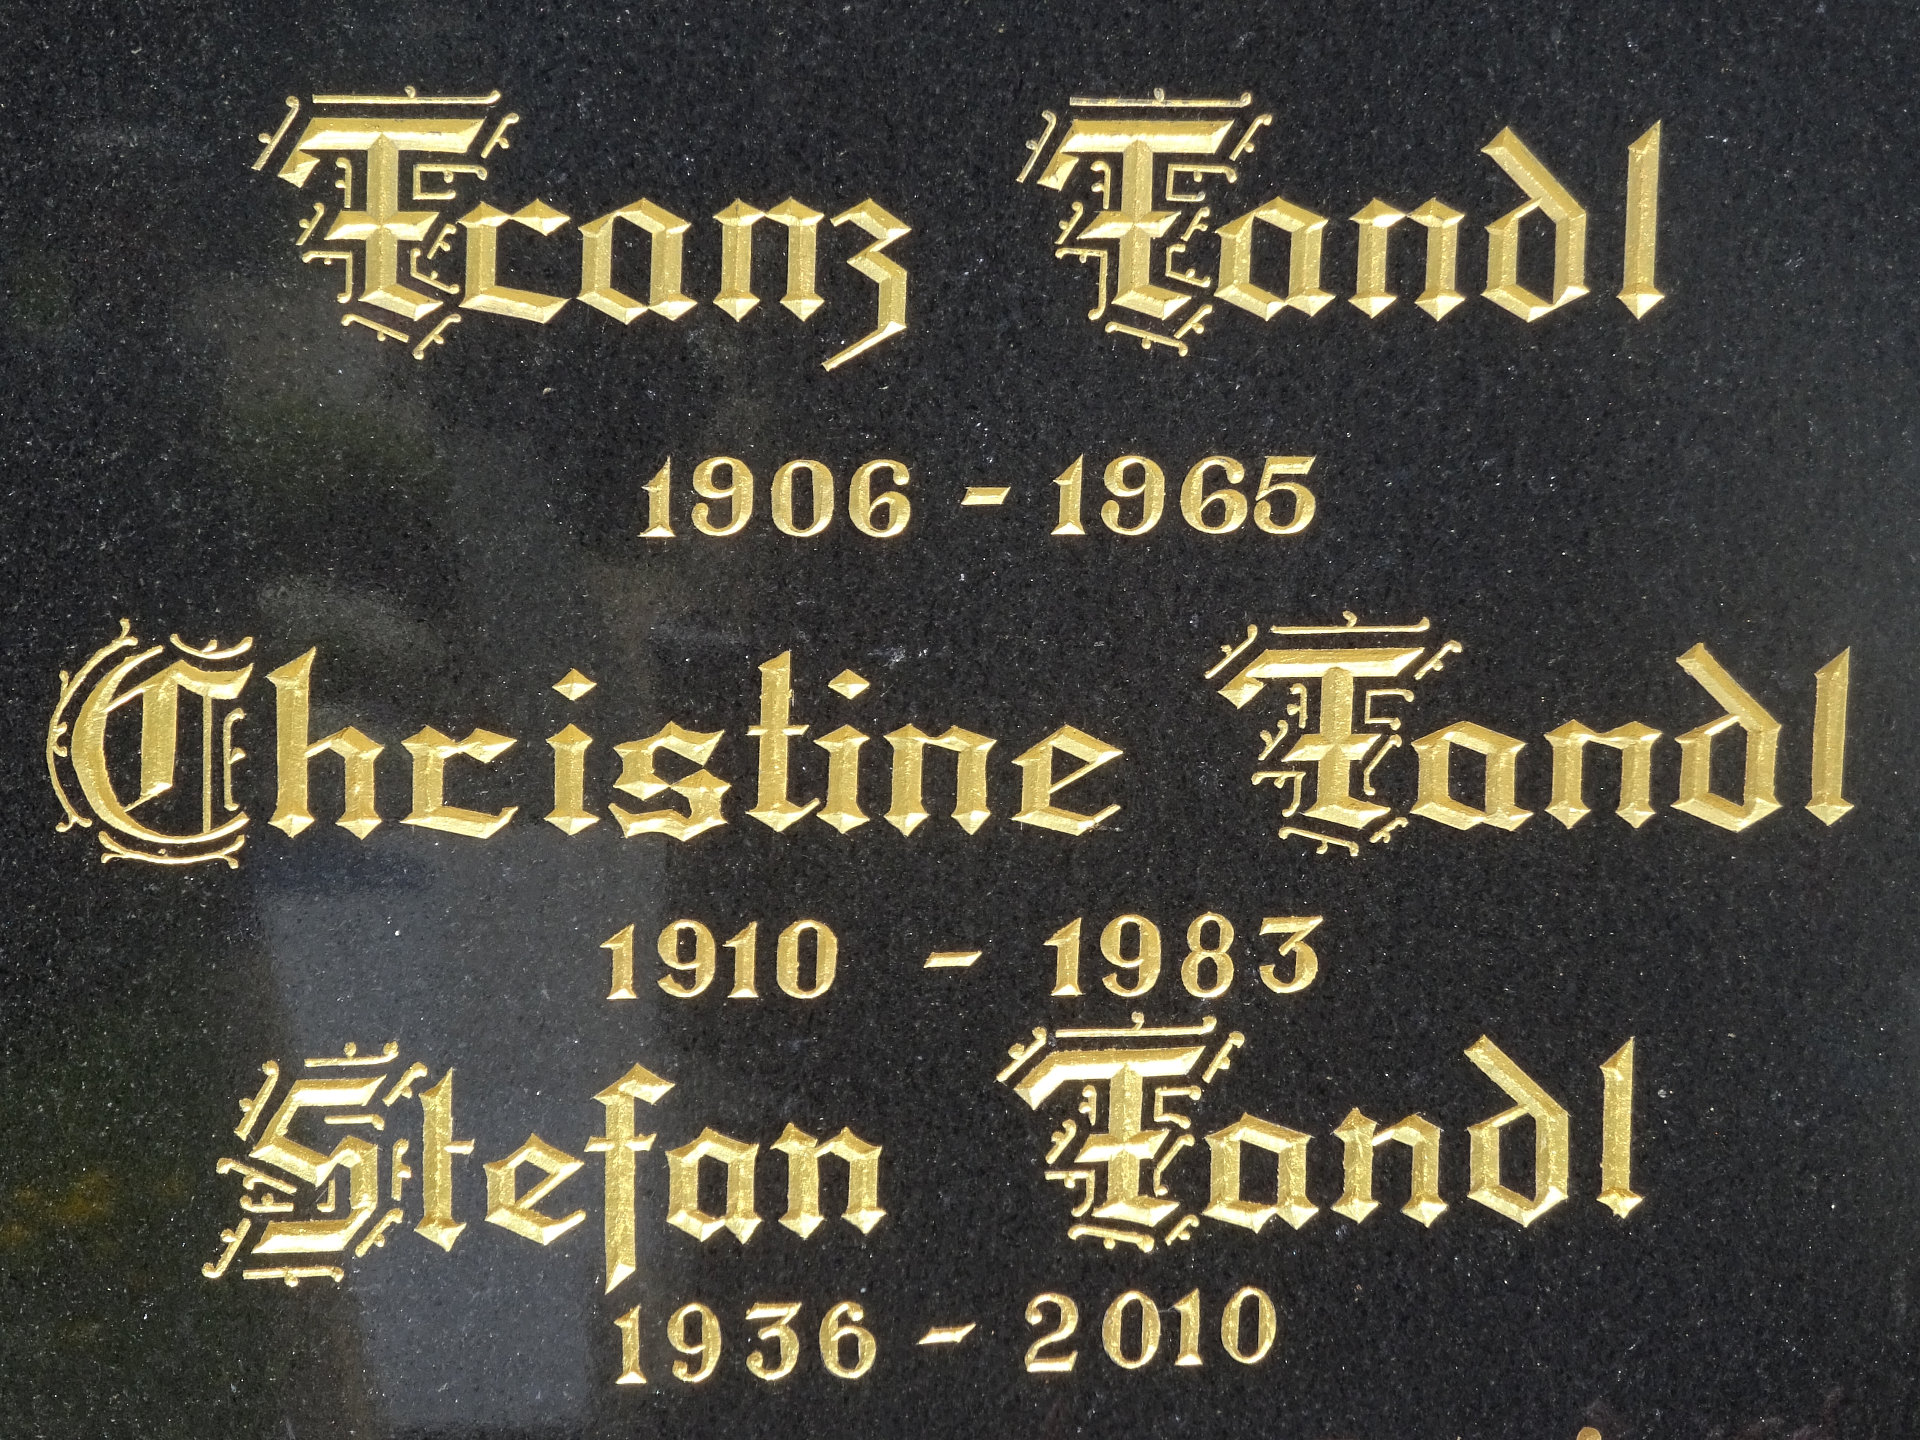 Franz Fandl
1906 - 1965
Christine Fandl
1910 - 1983
Stefan Fandl
1936 - 2010